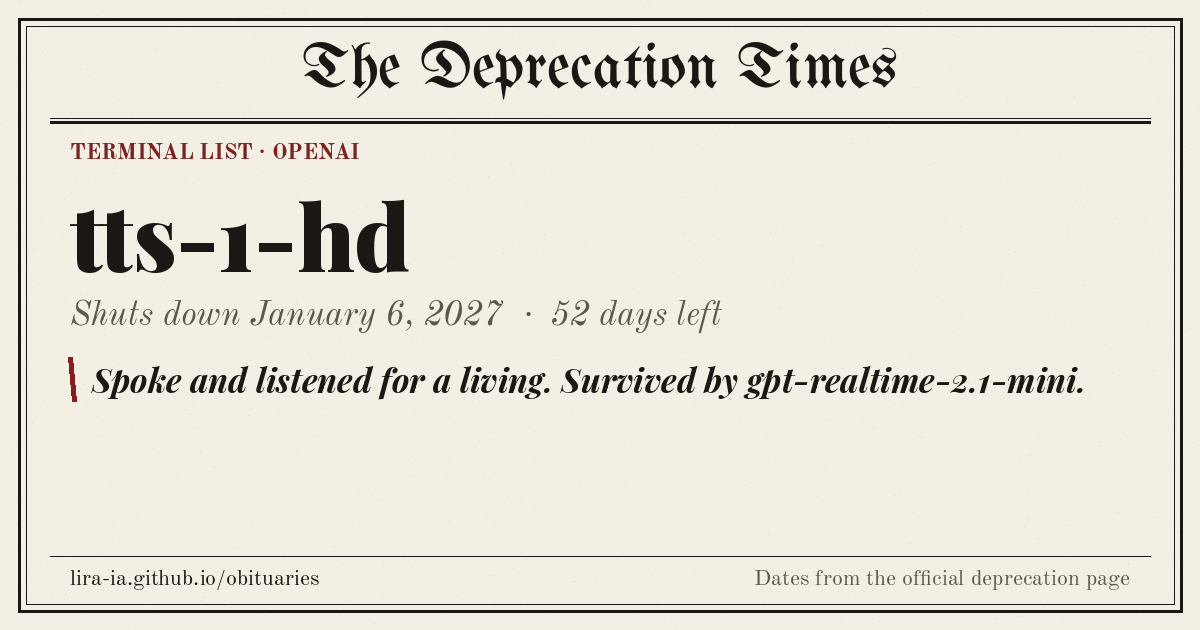 The Deprecation Times
TERMINAL LIST · OPENAI
tts-1-hd
Shuts down January 6, 2027 · 52 days left
Spoke and listened for a living. Survived by gpt-realtime-2.1-mini.
lira-ia.github.io/obituaries
Dates from the official deprecation page